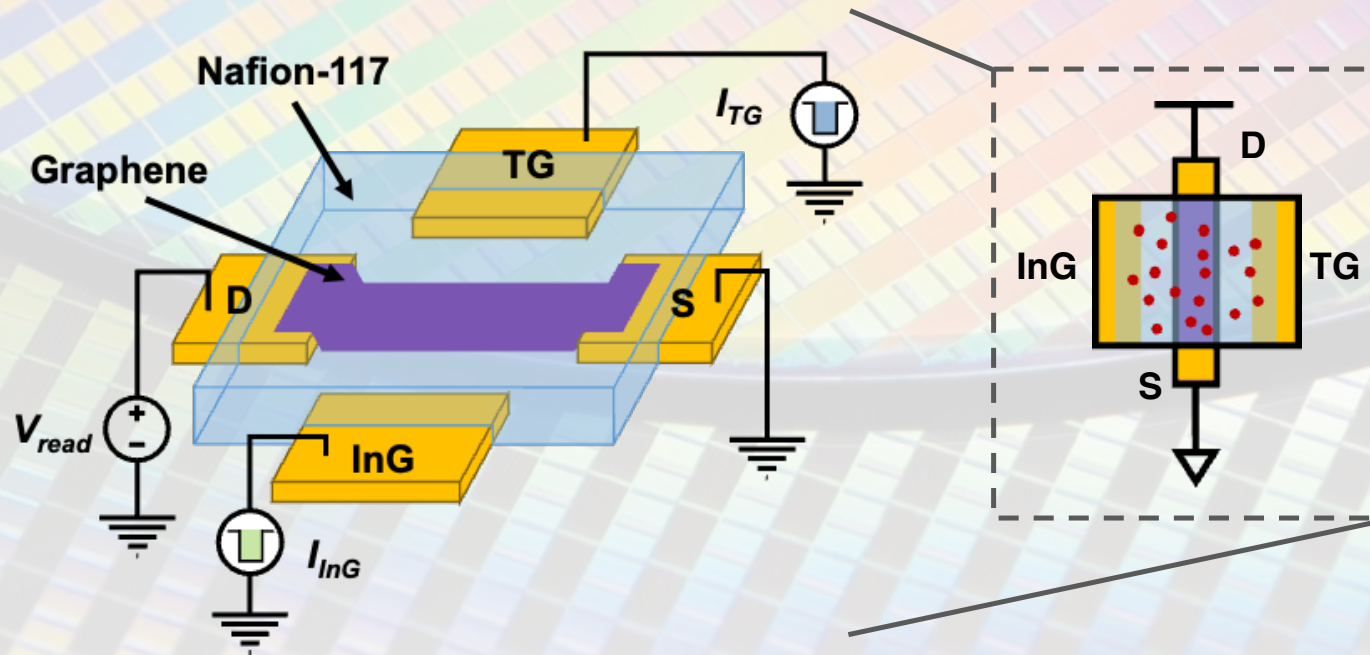 Nafion-117
Graphene
TG
I_TG
D
S
V_read
+
−
InG
I_InG
D
InG
TG
S